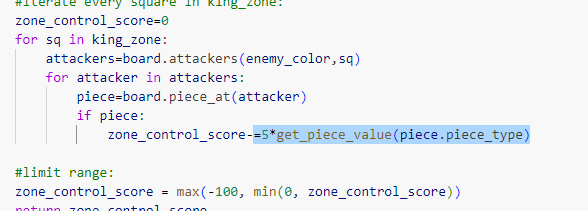 #iterate every square in king_zone:
zone_control_score=0
for sq in king_zone:
attackers=board.attackers(enemy_color,sq)
for attacker in attackers:
piece=board.piece_at(attacker)
if piece:
zone_control_score-=5*get_piece_value(piece.piece_type)
#limit range:
zone_control_score = max(-100, min(0, zone_control_score))
return zone_control_score